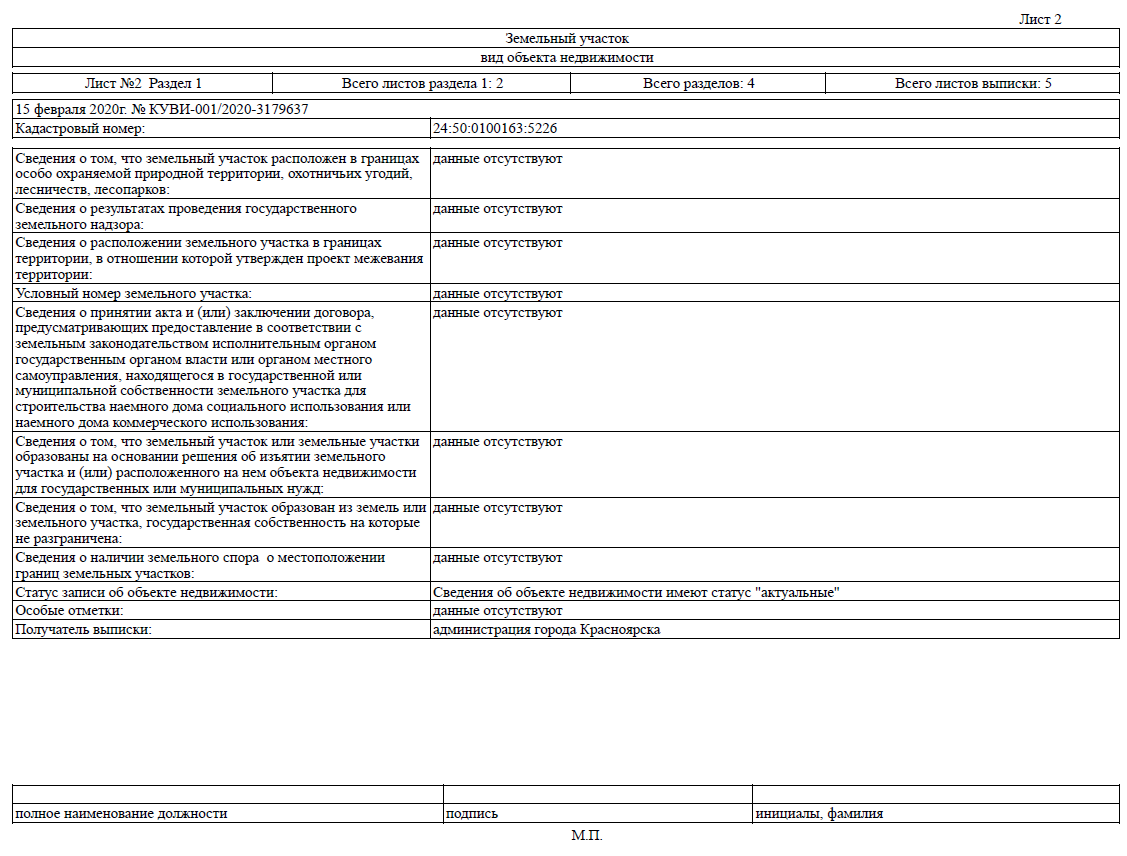 Лист 2
Земельный участок
вид объекта недвижимости
Лист №2 Раздел 1 Всего листов раздела 1: 2 Всего разделов: 4 Всего листов выписки: 5
15 февраля 2020г. № КУВИ-001/2020-3179637
Кадастровый номер: 24:50:0100163:5226
Сведения о том, что земельный участок расположен в границах данные отсутствуют
особо охраняемой природной территории, охотничьих угодий,
лесничеств, лесопарков:
Сведения о результатах проведения государственного данные отсутствуют
земельного надзора:
Сведения о расположении земельного участка в границах данные отсутствуют
территории, в отношении которой утвержден проект межевания
территории:
Условный номер земельного участка: данные отсутствуют
Сведения о принятии акта и (или) заключении договора, данные отсутствуют
предусматривающих предоставление в соответствии с
земельным законодательством исполнительным органом
государственным органом власти или органом местного
самоуправления, находящегося в государственной или
муниципальной собственности земельного участка для
строительства наемного дома социального использования или
наемного дома коммерческого использования:
Сведения о том, что земельный участок или земельные участки данные отсутствуют
образованы на основании решения об изъятии земельного
участка и (или) расположенного на нем объекта недвижимости
для государственных или муниципальных нужд:
Сведения о том, что земельный участок образован из земель или данные отсутствуют
земельного участка, государственная собственность на которые
не разграничена:
Сведения о наличии земельного спора о местоположении данные отсутствуют
границ земельных участков:
Статус записи об объекте недвижимости: Сведения об объекте недвижимости имеют статус "актуальные"
Особые отметки: данные отсутствуют
Получатель выписки: администрация города Красноярска
полное наименование должности подпись инициалы, фамилия
М.П.